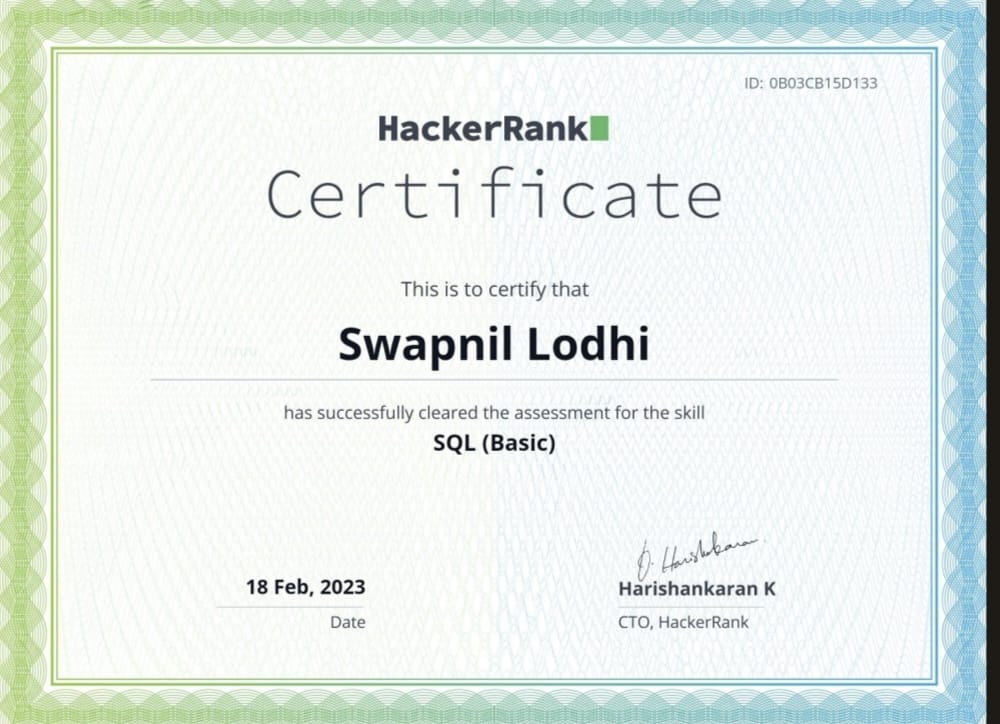 ID: 0B03CB15D133
HackerRank
Certificate
This is to certify that
Swapnil Lodhi
has successfully cleared the assessment for the skill
SQL (Basic)
18 Feb, 2023
Date
Harishankaran K
CTO, HackerRank